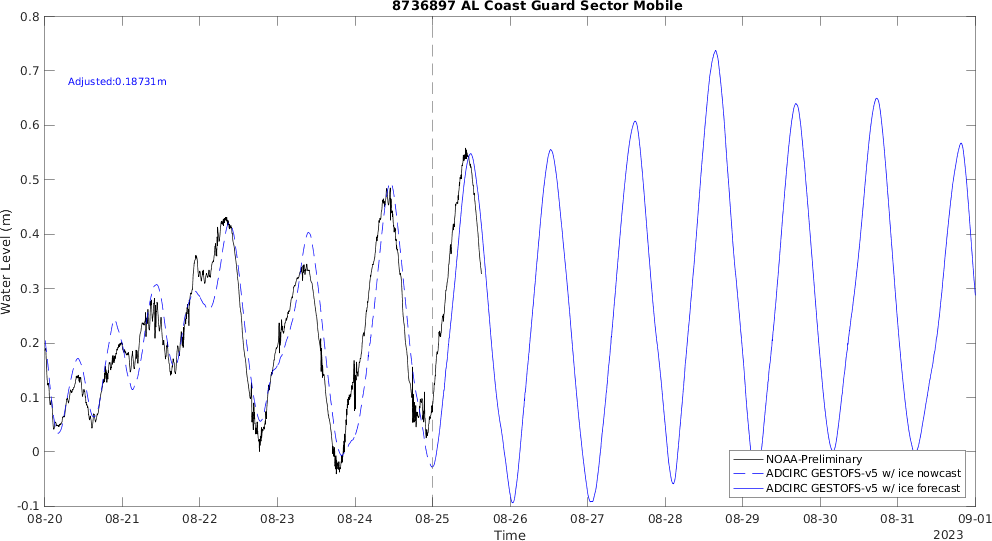 8736897 AL Coast Guard Sector Mobile
0.8
0.7
Adjusted:0.18731m
0.6
0.5
0.4
Water Level (m)
0.3
0.2
0.1
0
-0.1
NOAA-Preliminary
ADCIRC GESTOFS-v5 w/ ice nowcast
ADCIRC GESTOFS-v5 w/ ice forecast
08-20 08-21 08-22 08-23 08-24 08-25 08-26 08-27 08-28 08-29 08-30 08-31 09-01
Time
2023